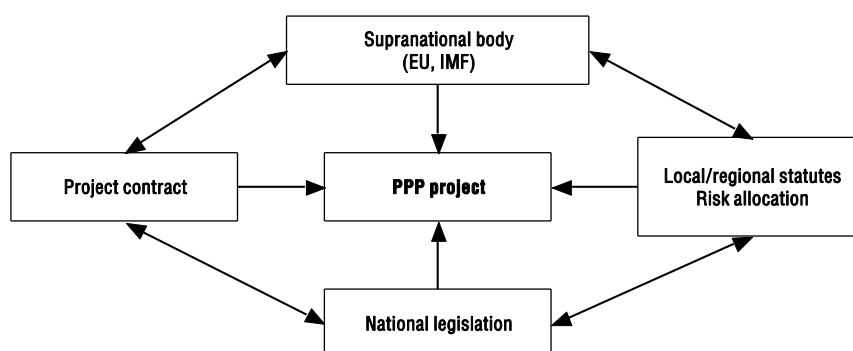 Supranational body
(EU, IMF)
Project contract
PPP project
Local/regional statutes
Risk allocation
National legislation